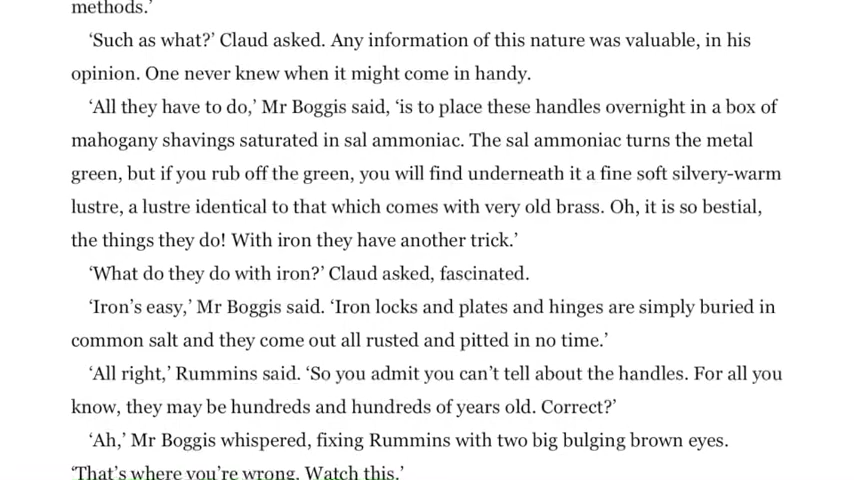 methods.’
‘Such as what?’ Claud asked. Any information of this nature was valuable, in his
opinion. One never knew when it might come in handy.
‘All they have to do,’ Mr Boggis said, ‘is to place these handles overnight in a box of
mahogany shavings saturated in sal ammoniac. The sal ammoniac turns the metal
green, but if you rub off the green, you will find underneath it a fine soft silvery-warm
lustre, a lustre identical to that which comes with very old brass. Oh, it is so bestial,
the things they do! With iron they have another trick.’
‘What do they do with iron?’ Claud asked, fascinated.
‘Iron’s easy,’ Mr Boggis said. ‘Iron locks and plates and hinges are simply buried in
common salt and they come out all rusted and pitted in no time.’
‘All right,’ Rummins said. ‘So you admit you can’t tell about the handles. For all you
know, they may be hundreds and hundreds of years old. Correct?’
‘Ah,’ Mr Boggis whispered, fixing Rummins with two big bulging brown eyes.
‘That’s where you’re wrong. Watch this.’